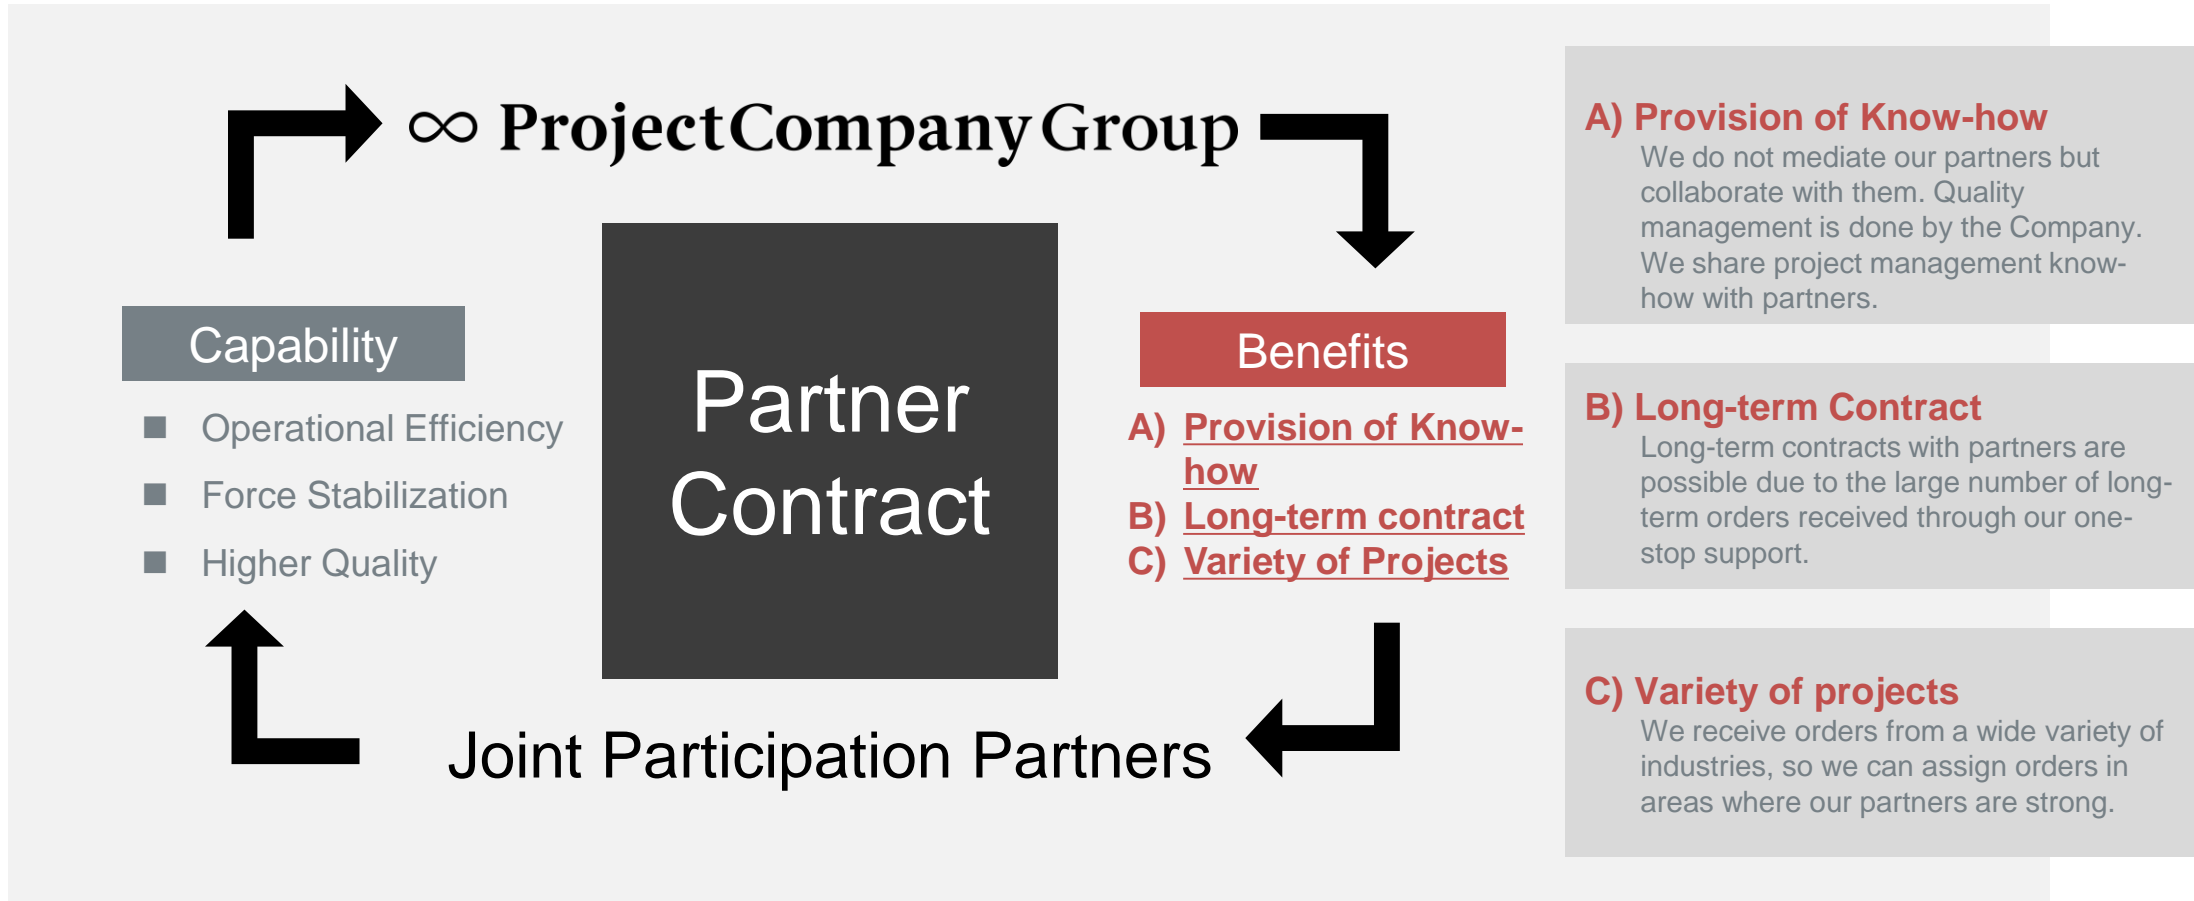 ∞ ProjectCompany Group
Capability
■ Operational Efficiency
■ Force Stabilization
■ Higher Quality
Partner
Contract
Benefits
A) Provision of Know-
how
B) Long-term contract
C) Variety of Projects
Joint Participation Partners
A) Provision of Know-how
We do not mediate our partners but
collaborate with them. Quality
management is done by the Company.
We share project management know-
how with partners.
B) Long-term Contract
Long-term contracts with partners are
possible due to the large number of long-
term orders received through our one-
stop support.
C) Variety of projects
We receive orders from a wide variety of
industries, so we can assign orders in
areas where our partners are strong.